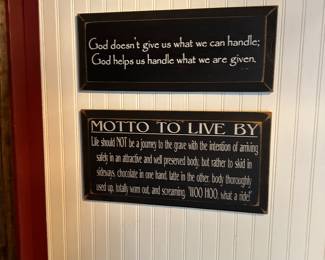 God doesn't give us what we can handle;
God helps us handle what we are given.
MOTTO TO LIVE BY
Life should NOT be a journey to the grave with the intention of arriving
safely in an attractive and well preserved body, but rather to skid in
sideways, chocolate in one hand, latte in the other, body thoroughly
used up, totally worn out, and screaming, "WOO HOO, what a ride!"